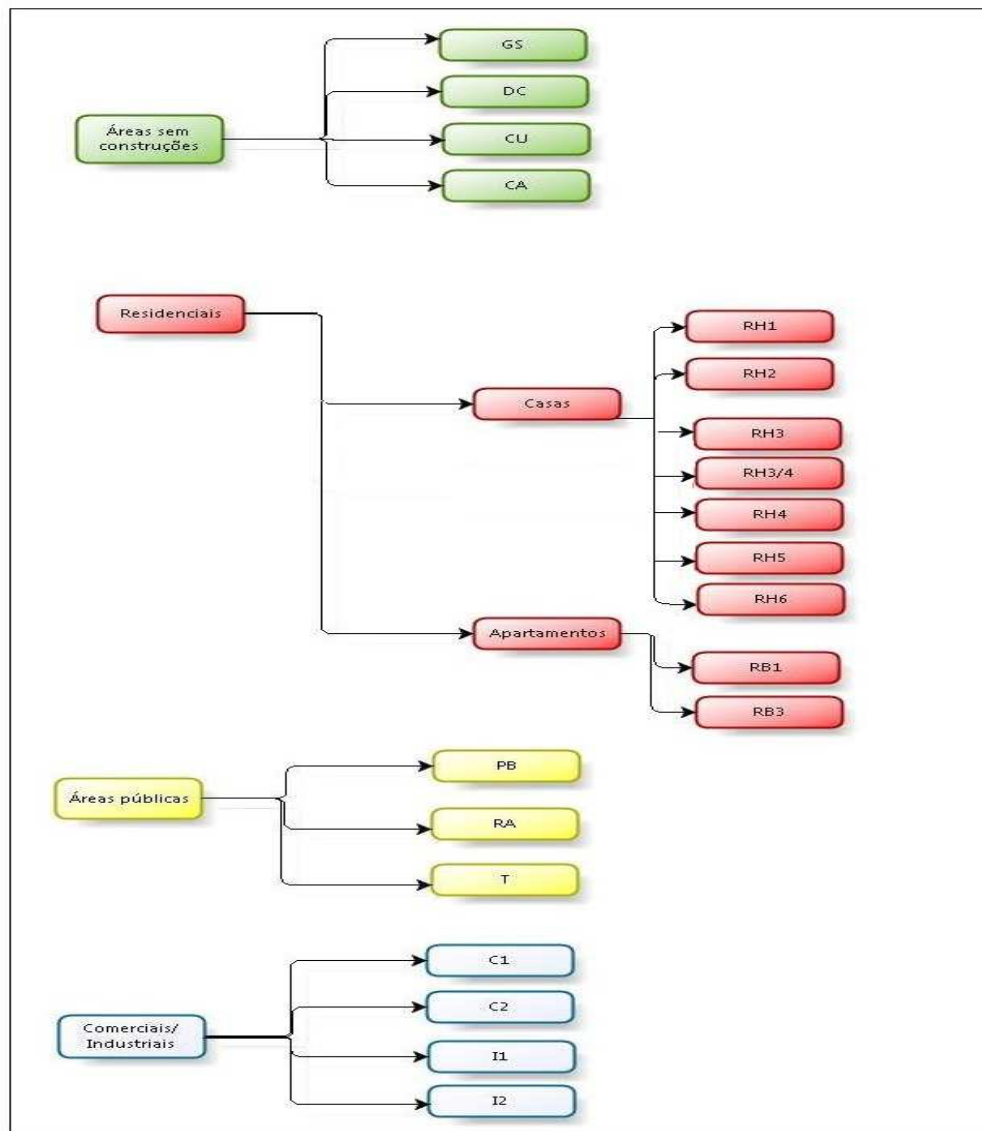 GS
DC
Áreas sem
construções
CU
CA
Residenciais
RH1
RH2
Casas
RH3
RH3/4
RH4
RH5
RH6
Apartamentos
RB1
RB3
PB
Áreas públicas
RA
T
C1
C2
Comerciais/
Industriais
I1
I2